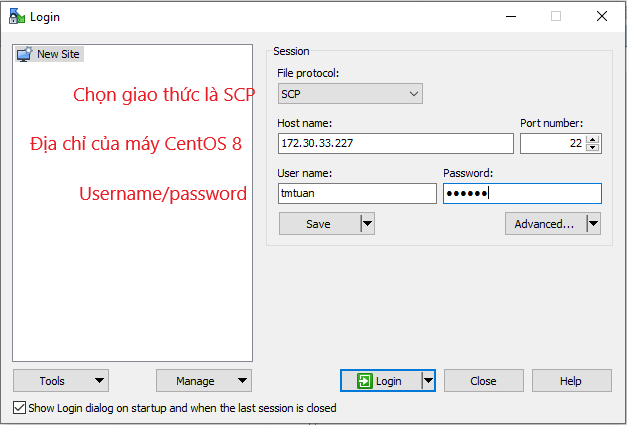 Login
New Site
Chọn giao thức là SCP
Địa chỉ của máy CentOS 8
Username/password
Session
File protocol:
SCP
Host name:
Port number:
172.30.33.227
22
User name:
Password:
tmtuan
●●●●●●
Save
Advanced...
Tools
Manage
Login
Close
Help
Show Login dialog on startup and when the last session is closed